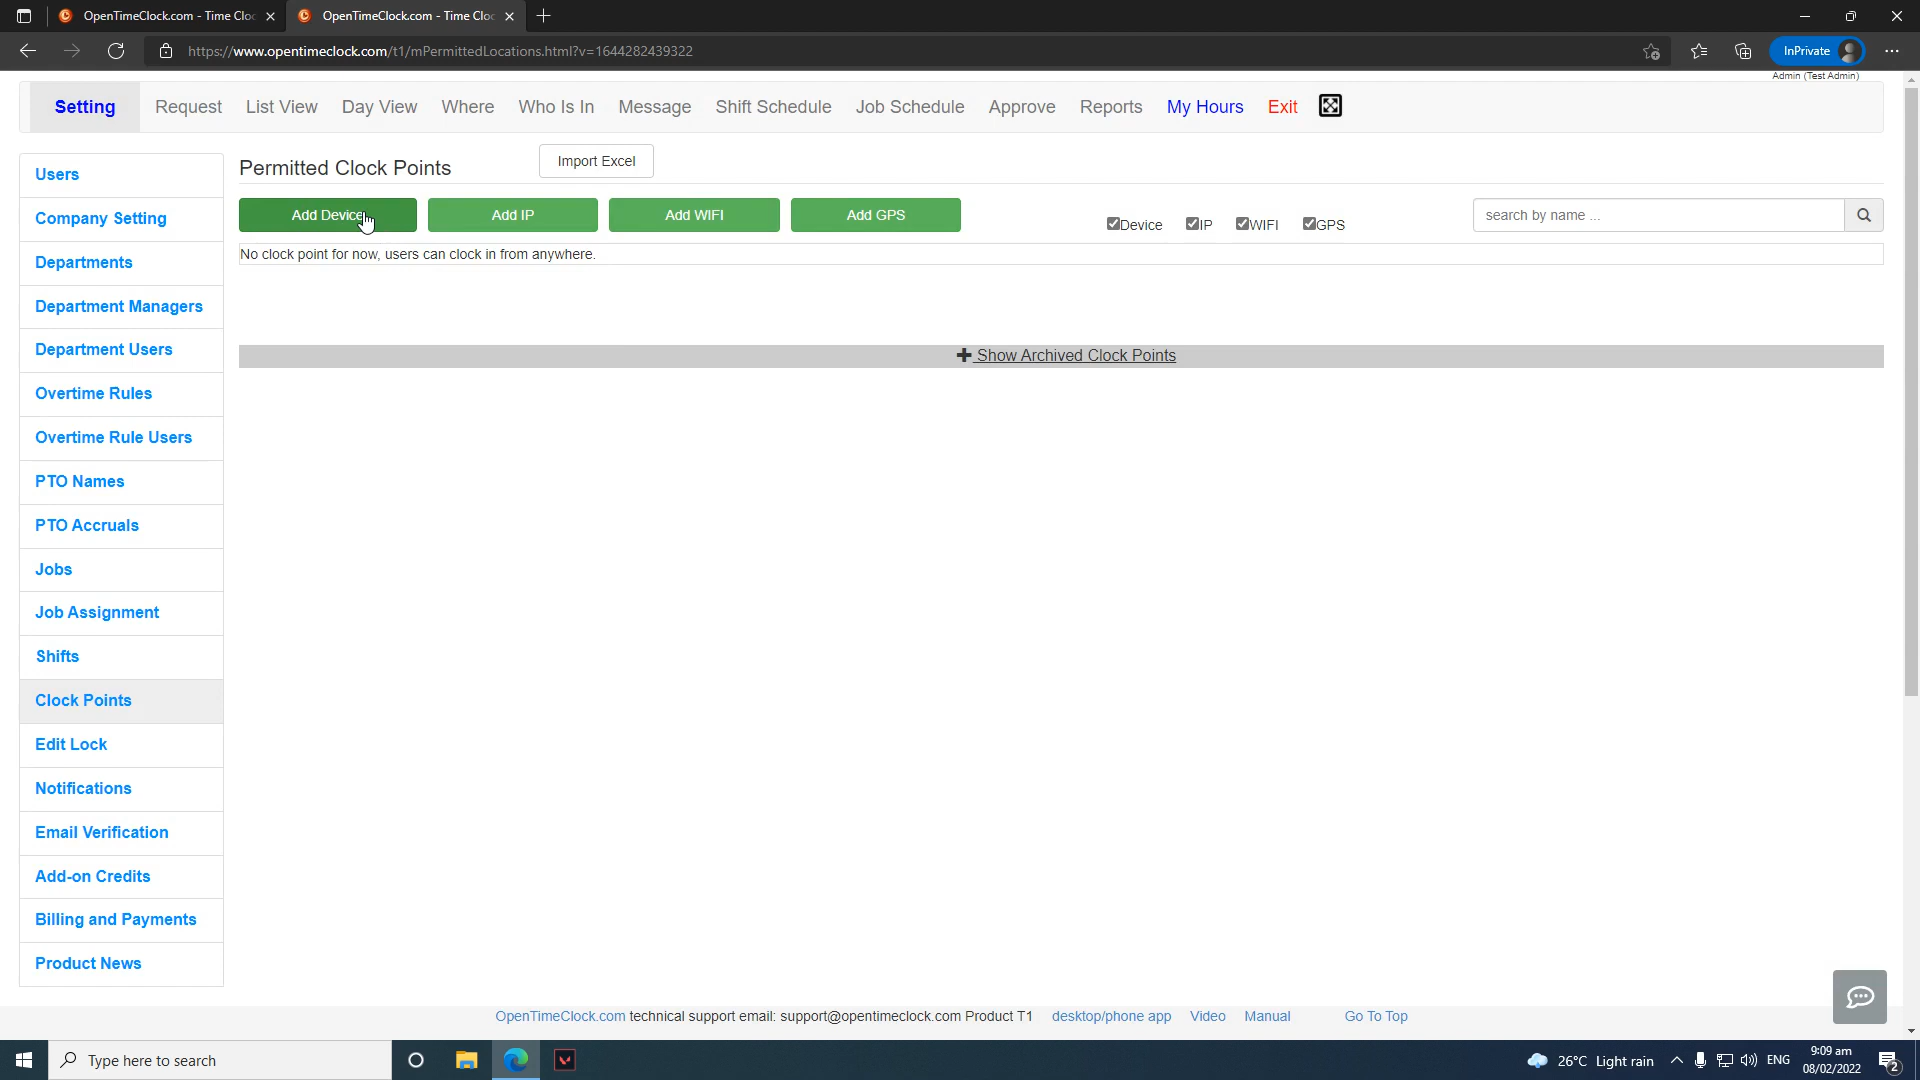 OpenTimeClock.com - Time Cloc
OpenTimeClock.com - Time Cloc
https://www.opentimeclock.com/t1/mPermittedLocations.html?v=1644282439322
InPrivate
Admin (Test Admin)
Setting Request List View Day View Where Who Is In Message Shift Schedule Job Schedule Approve Reports My Hours Exit
Users
Company Setting
Departments
Department Managers
Department Users
Overtime Rules
Overtime Rule Users
PTO Names
PTO Accruals
Jobs
Job Assignment
Shifts
Clock Points
Edit Lock
Notifications
Email Verification
Add-on Credits
Billing and Payments
Product News
Permitted Clock Points
Import Excel
Add Device Add IP Add WIFI Add GPS
Device IP WIFI GPS
search by name ...
No clock point for now, users can clock in from anywhere.
Show Archived Clock Points
OpenTimeClock.com technical support email: support@opentimeclock.com Product T1 desktop/phone app Video Manual Go To Top
Type here to search
26°C Light rain
ENG
9:09 am
08/02/2022
2